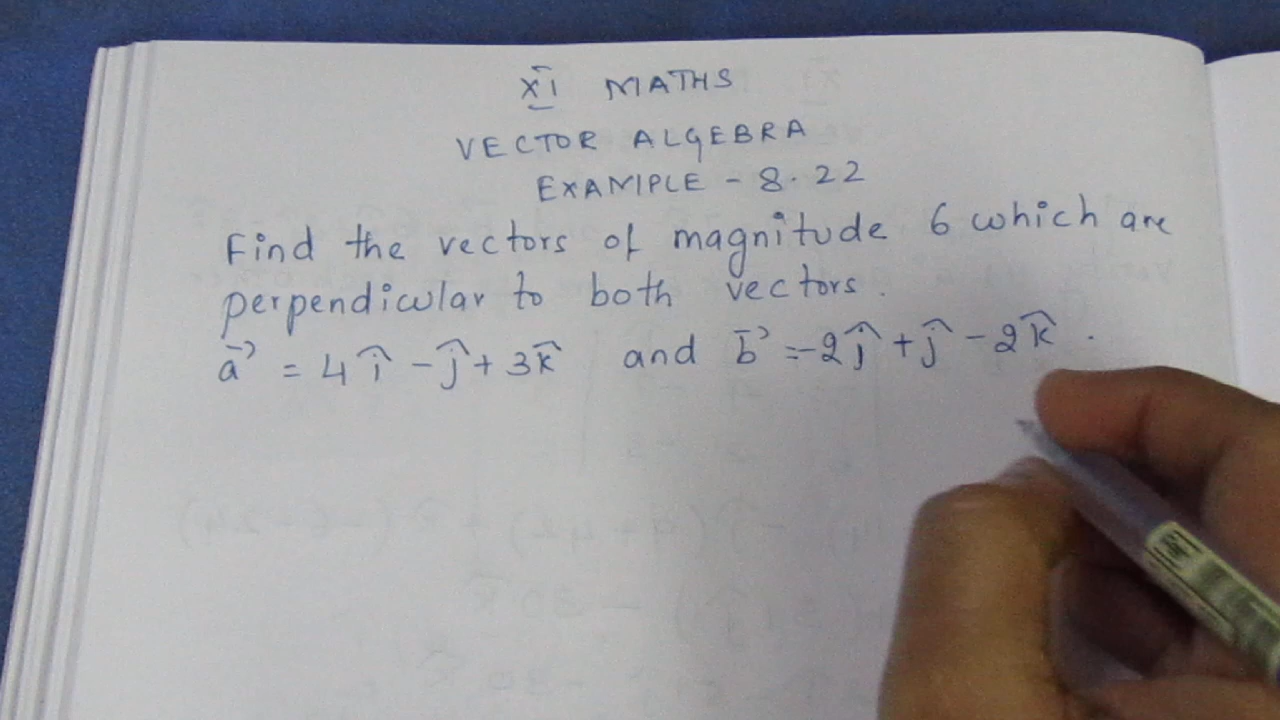 XI MATHS
VECTOR ALGEBRA
EXAMPLE - 8.22
Find the vectors of magnitude 6 which are
perpendicular to both vectors.
a⃗ = 4î - ĵ + 3k̂ and b⃗ = -2ĵ + ĵ - 2k̂.